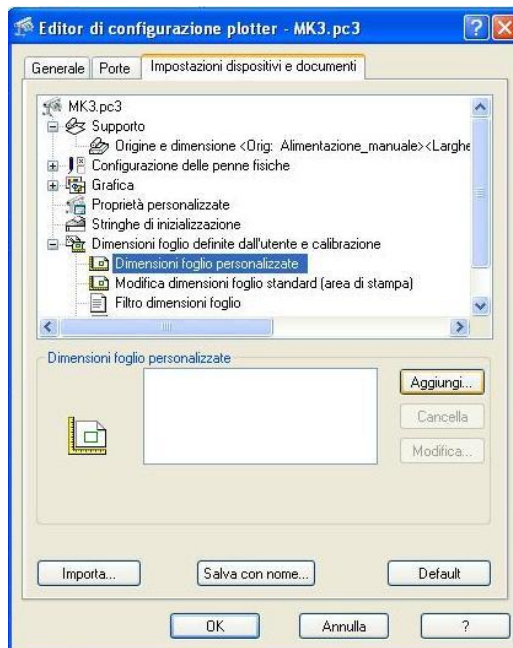 Editor di configurazione plotter - MK3.pc3
Generale Porte Impostazioni dispositivi e documenti
MK3.pc3
Supporto
Origine e dimensione <Orig: Alimentazione_manuale><Larghe
Configurazione delle penne fisiche
Grafica
Proprietà personalizzate
Stringhe di inizializzazione
Dimensioni foglio definite dall'utente e calibrazione
Dimensioni foglio personalizzate
Modifica dimensioni foglio standard (area di stampa)
Filtro dimensioni foglio
Dimensioni foglio personalizzate
Aggiungi...
Cancella
Modifica...
Importa... Salva con nome... Default
OK Annulla ?